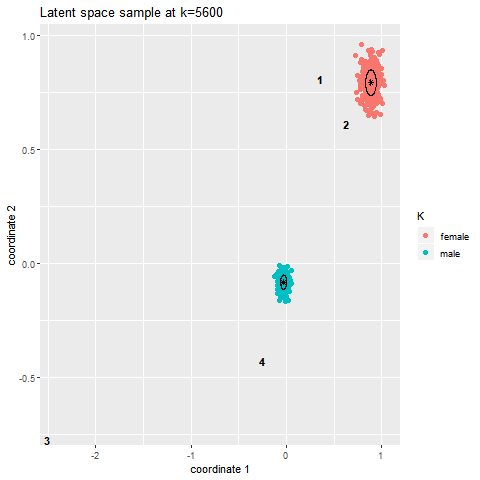 Latent space sample at k=5600
1.0
0.5
0.0
-0.5
coordinate 2
1
2
3
4
-2
-1
0
1
coordinate 1
K
female
male